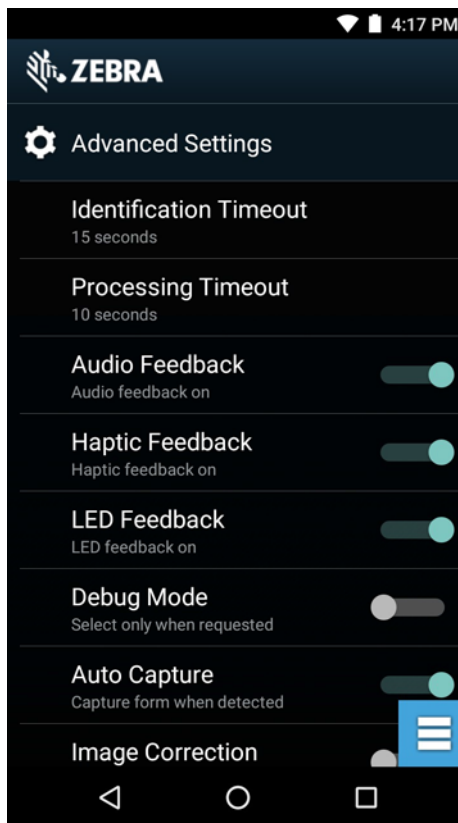 4:17 PM
ZEBRA
Advanced Settings
Identification Timeout
15 seconds
Processing Timeout
10 seconds
Audio Feedback
Audio feedback on
Haptic Feedback
Haptic feedback on
LED Feedback
LED feedback on
Debug Mode
Select only when requested
Auto Capture
Capture form when detected
Image Correction